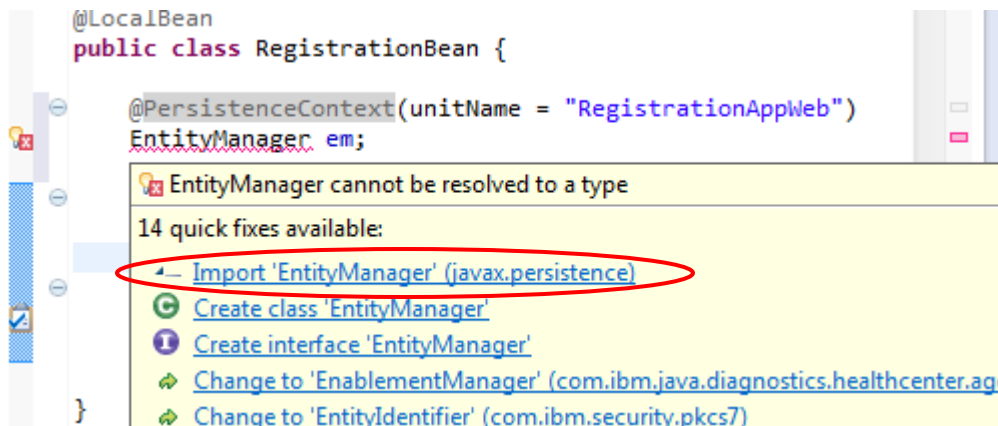 @LocalBean
public class RegistrationBean {
@PersistenceContext(unitName = "RegistrationAppWeb")
EntityManager em;
EntityManager cannot be resolved to a type
14 quick fixes available:
Import 'EntityManager' (javax.persistence)
Create class 'EntityManager'
Create interface 'EntityManager'
Change to 'EnablementManager' (com.ibm.java.diagnostics.healthcenter.ag
Change to 'EntityIdentifier' (com.ibm.security.pkcs7)
}